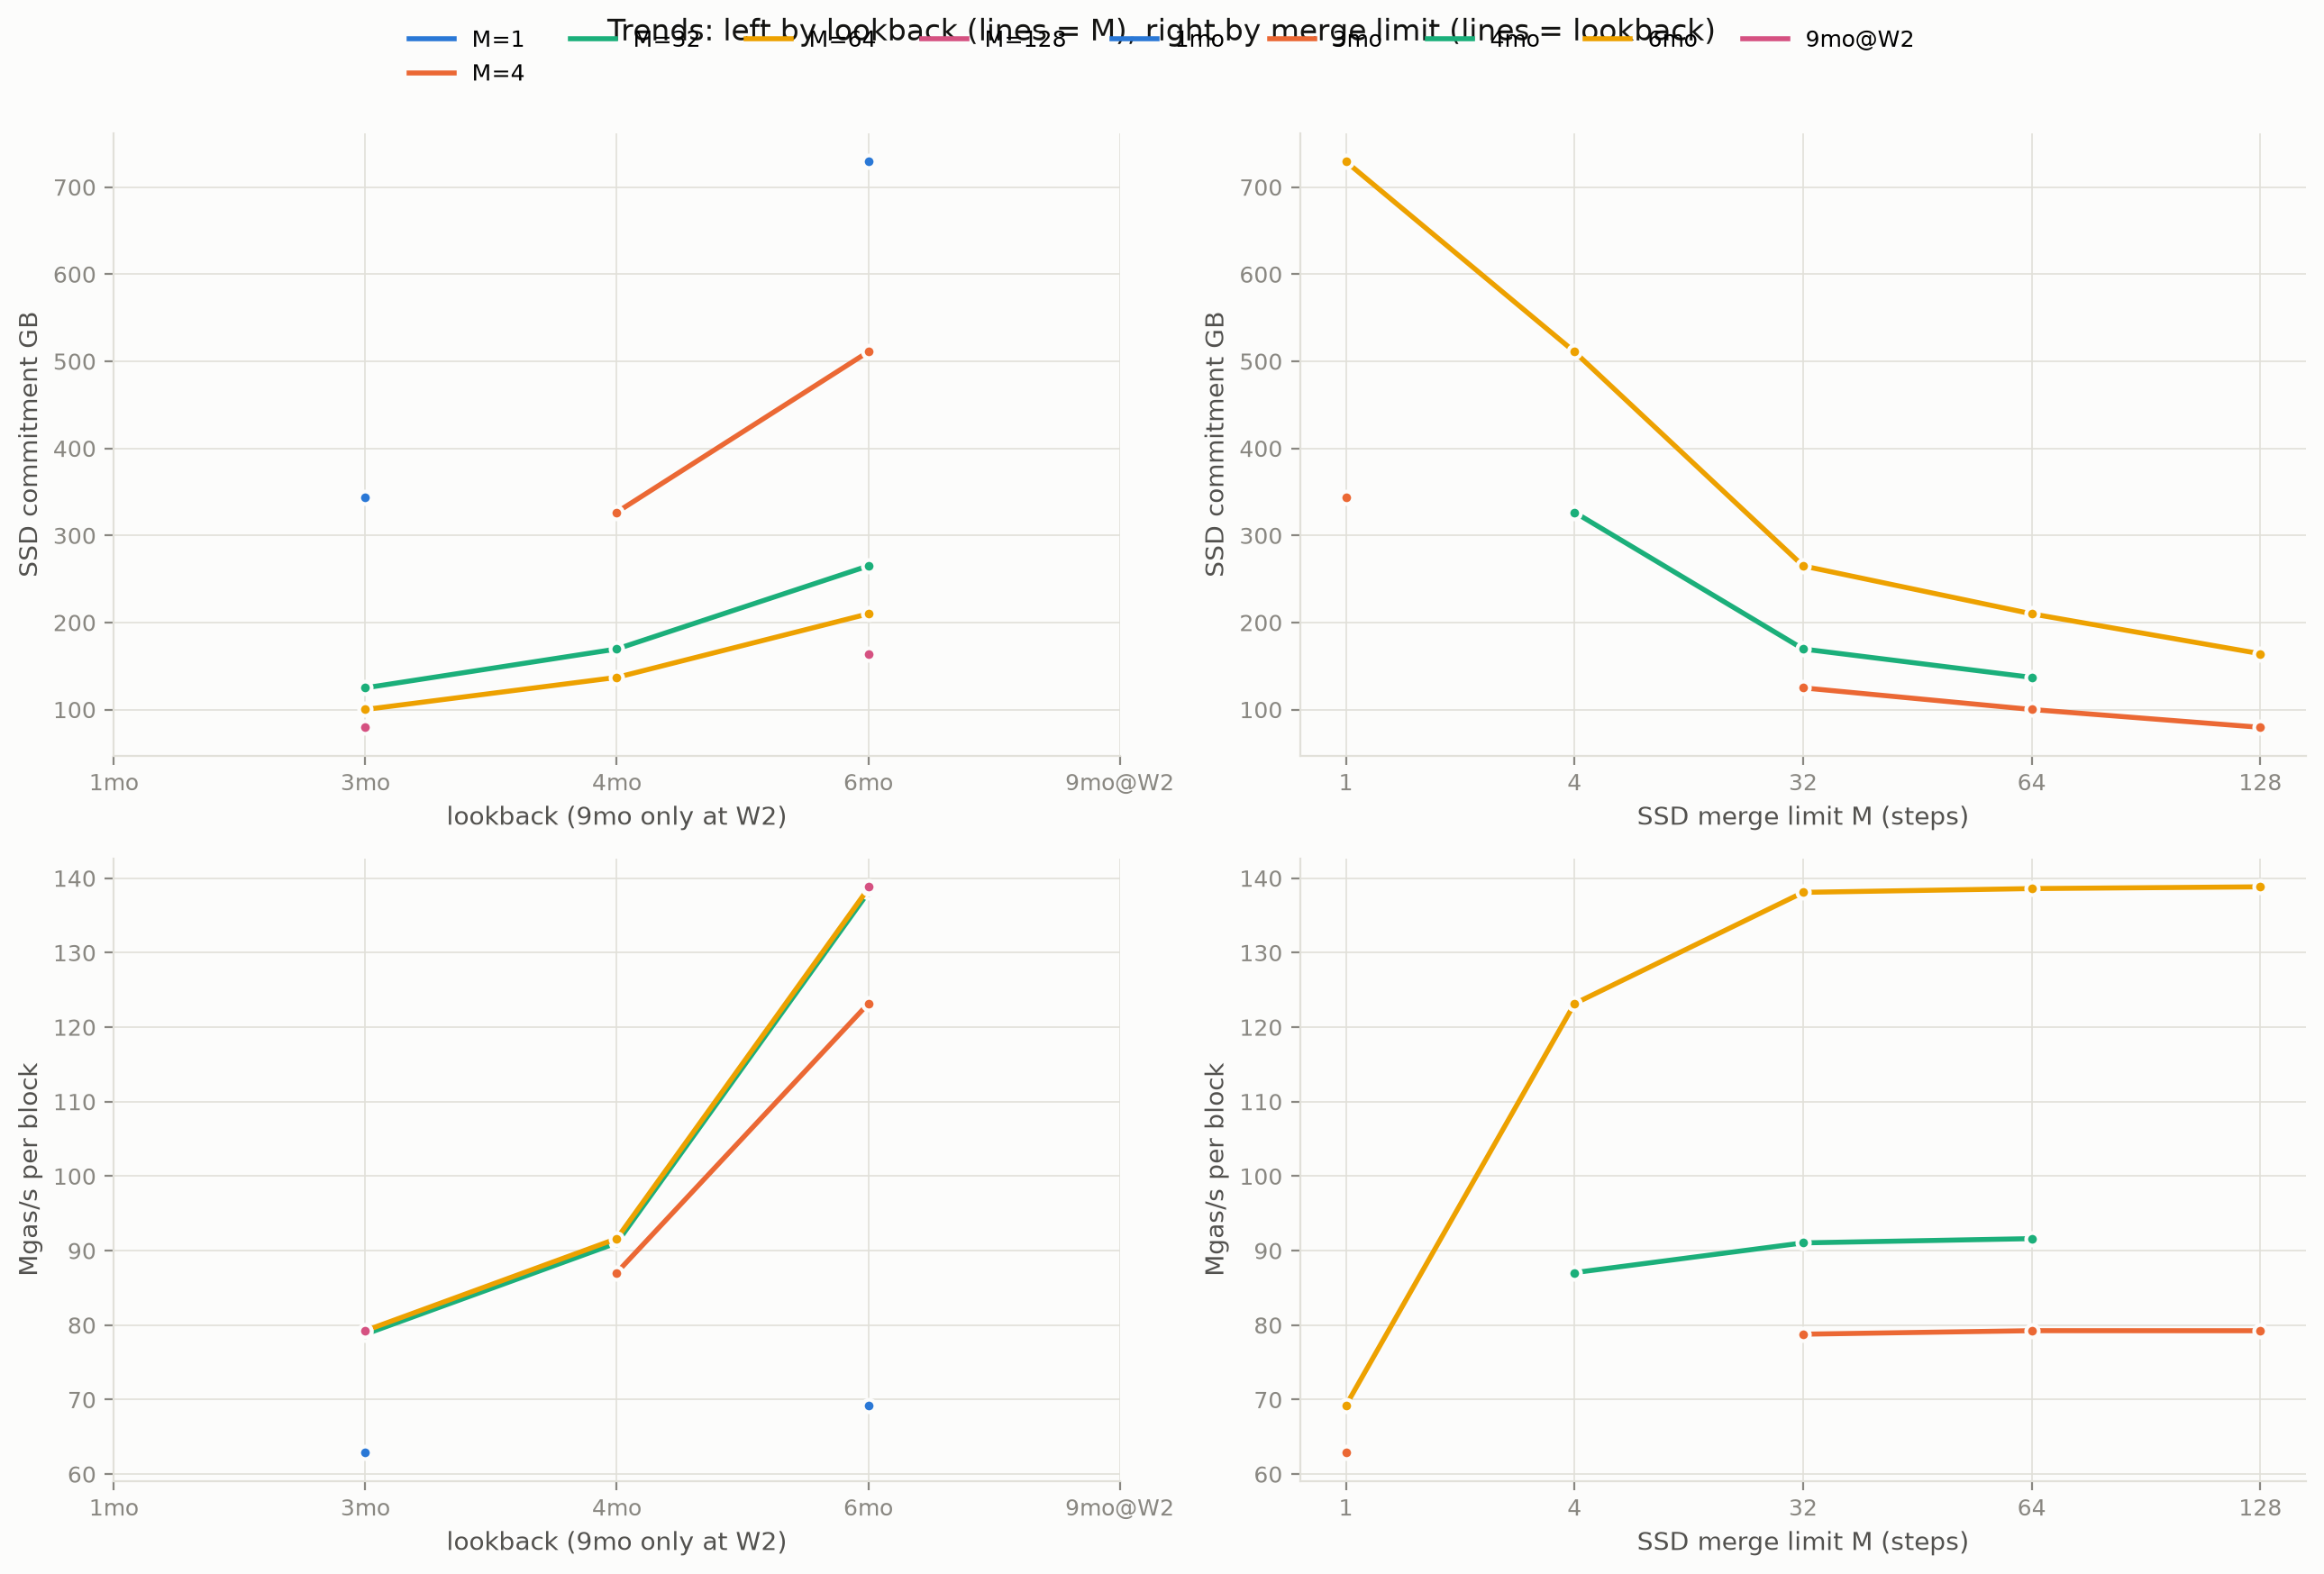 Trends: left by lookback (lines = M), right by merge limit (lines = lookback)
M=1 M=32 M=64 M=128 1mo 3mo 4mo 6mo 9mo@W2
M=4
700
600
500
400
300
200
100
SSD commitment GB
1mo 3mo 4mo 6mo 9mo@W2
lookback (9mo only at W2)
700
600
500
400
300
200
100
SSD commitment GB
1 4 32 64 128
SSD merge limit M (steps)
140
130
120
110
100
90
80
70
60
Mgas/s per block
1mo 3mo 4mo 6mo 9mo@W2
lookback (9mo only at W2)
140
130
120
110
100
90
80
70
60
Mgas/s per block
1 4 32 64 128
SSD merge limit M (steps)